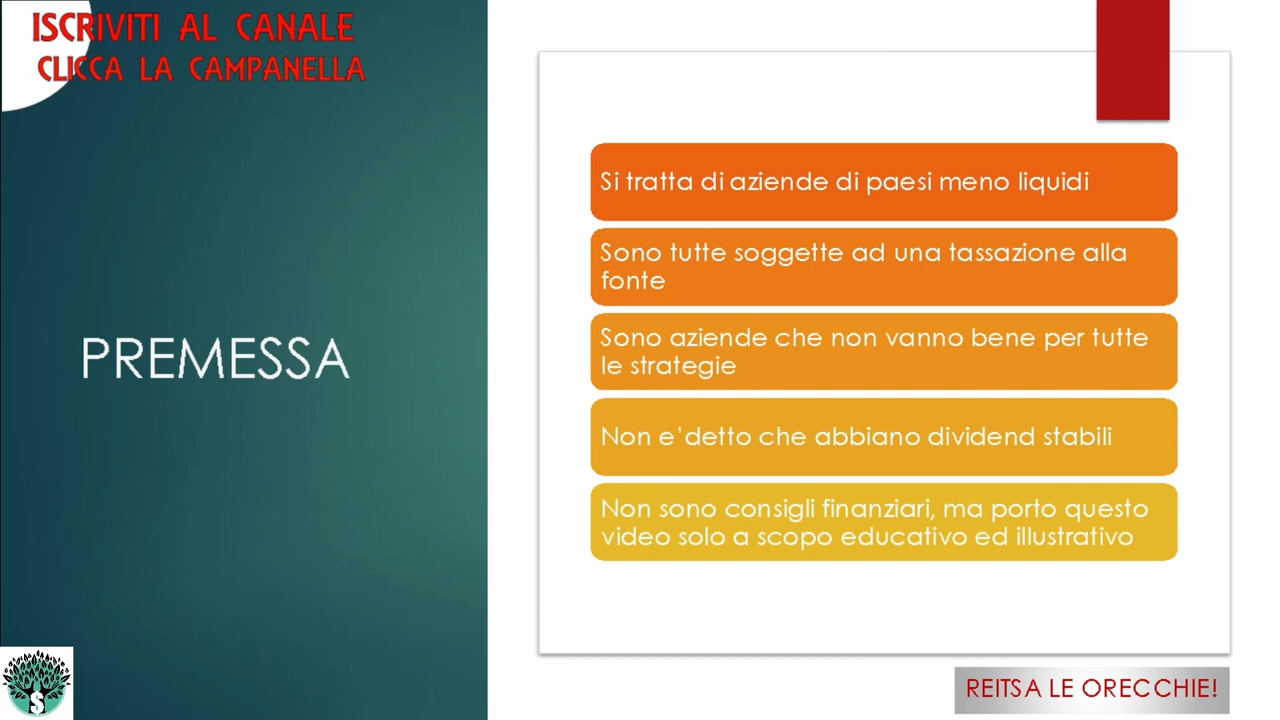 ISCRIVITI AL CANALE
CLICCA LA CAMPANELLA
PREMESSA
Si tratta di aziende di paesi meno liquidi
Sono tutte soggette ad una tassazione alla
fonte
Sono aziende che non vanno bene per tutte
le strategie
Non e'detto che abbiano dividend stabili
Non sono consigli finanziari, ma porto questo
video solo a scopo educativo ed illustrativo
$
REITSA LE ORECCHIE!